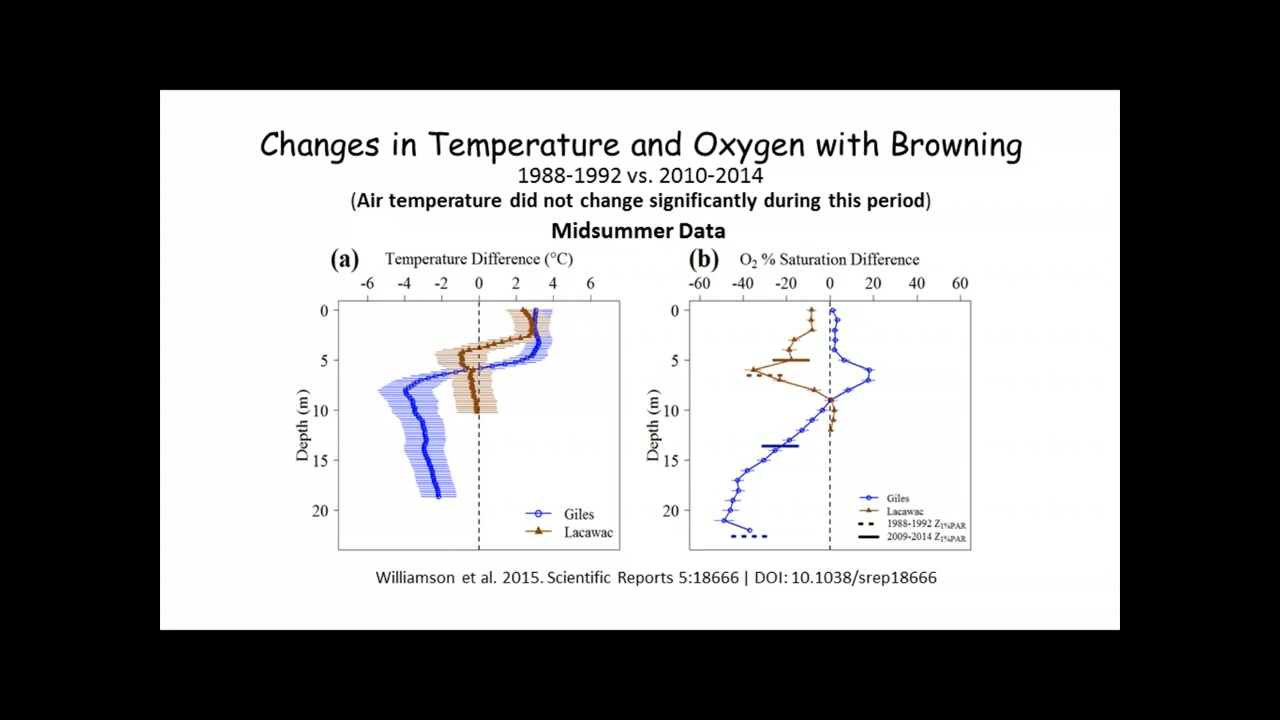 Changes in Temperature and Oxygen with Browning
1988-1992 vs. 2010-2014
(Air temperature did not change significantly during this period)
Midsummer Data
(a) Temperature Difference (°C)
-6 -4 -2 0 2 4 6
0
5
10
15
20
Depth (m)
Giles
Lacawac
(b) O2 % Saturation Difference
-60 -40 -20 0 20 40 60
0
5
10
15
20
Depth (m)
Giles
Lacawac
1988-1992 Z1%PAR
2009-2014 Z1%PAR
Williamson et al. 2015. Scientific Reports 5:18666 | DOI: 10.1038/srep18666